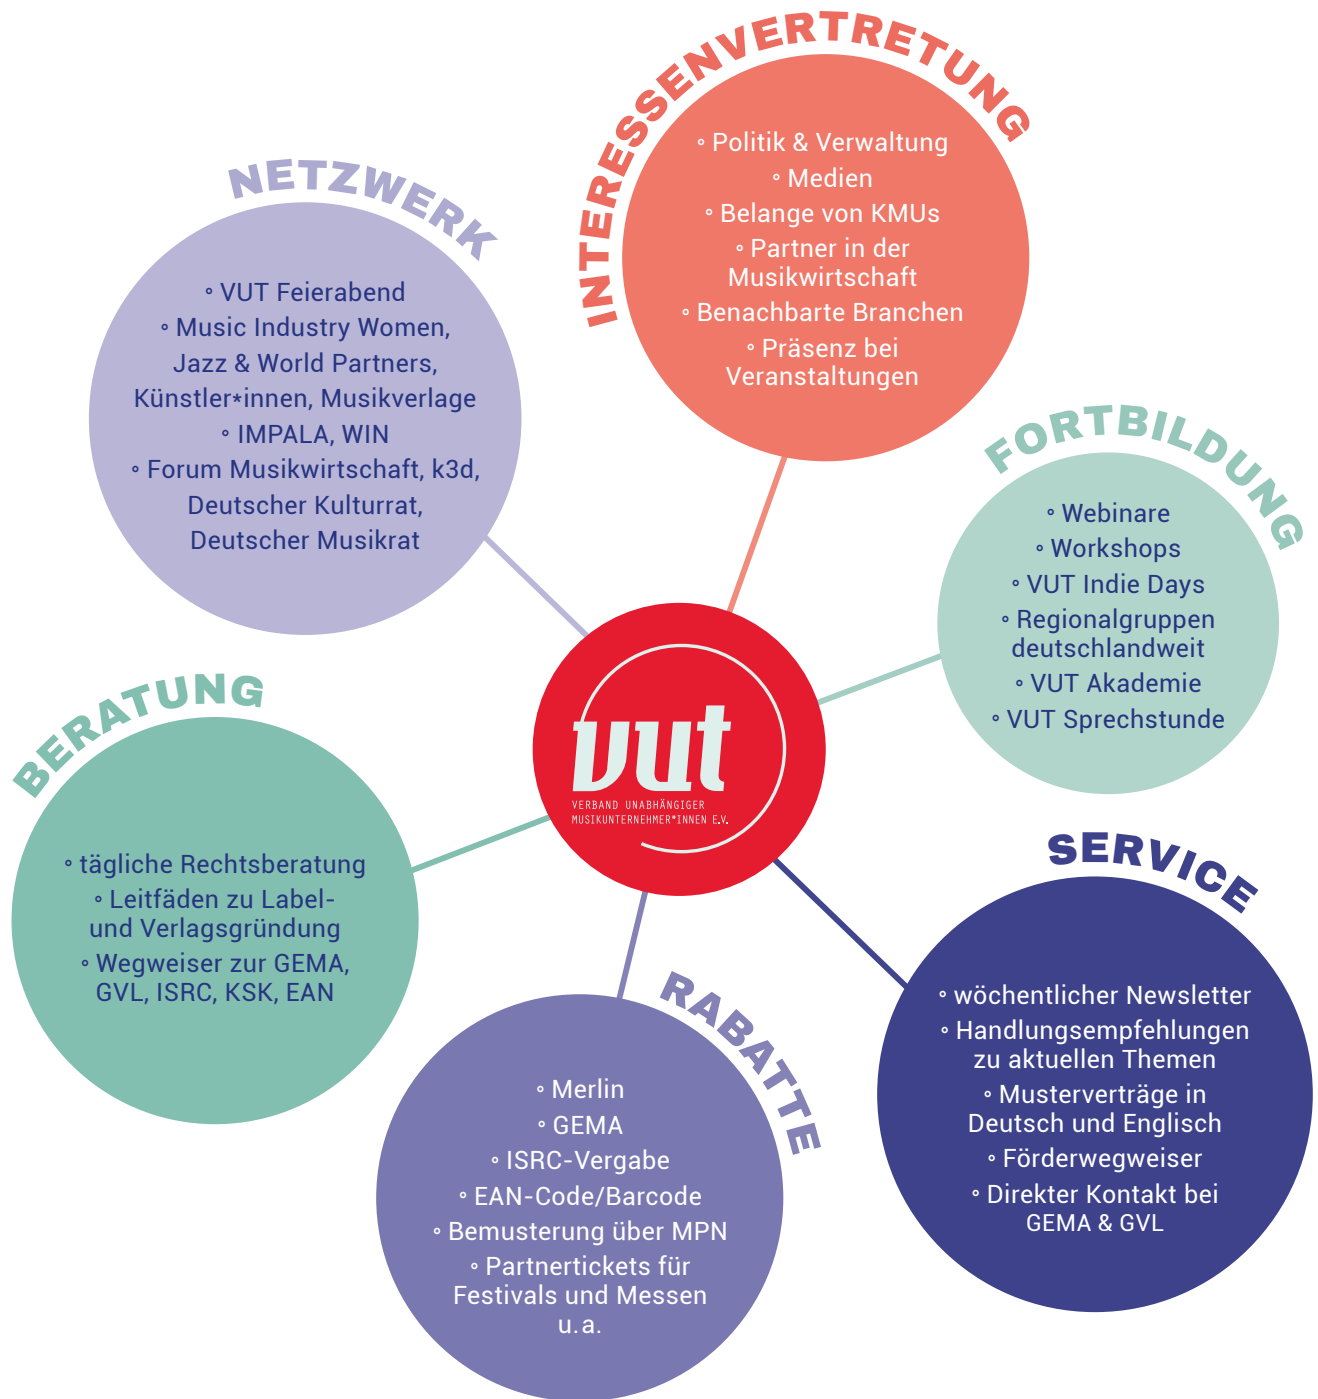 INTERESSENVERTRETUNG
◦ Politik & Verwaltung
◦ Medien
◦ Belange von KMUs
◦ Partner in der
Musikwirtschaft
◦ Benachbarte Branchen
◦ Präsenz bei
Veranstaltungen
NETZWERK
◦ VUT Feierabend
◦ Music Industry Women,
Jazz & World Partners,
Künstler*innen, Musikverlage
◦ IMPALA, WIN
◦ Forum Musikwirtschaft, k3d,
Deutscher Kulturrat,
Deutscher Musikrat
FORTBILDUNG
◦ Webinare
◦ Workshops
◦ VUT Indie Days
◦ Regionalgruppen
deutschlandweit
◦ VUT Akademie
◦ VUT Sprechstunde
vut
VERBAND UNABHÄNGIGER
MUSIKUNTERNEHMER*INNEN E.V.
BERATUNG
◦ tägliche Rechtsberatung
◦ Leitfäden zu Label-
und Verlagsgründung
◦ Wegweiser zur GEMA,
GVL, ISRC, KSK, EAN
SERVICE
◦ wöchentlicher Newsletter
◦ Handlungsempfehlungen
zu aktuellen Themen
◦ Musterverträge in
Deutsch und Englisch
◦ Förderwegweiser
◦ Direkter Kontakt bei
GEMA & GVL
RABATTE
◦ Merlin
◦ GEMA
◦ ISRC-Vergabe
◦ EAN-Code/Barcode
◦ Bemusterung über MPN
◦ Partnertickets für
Festivals und Messen
u.a.